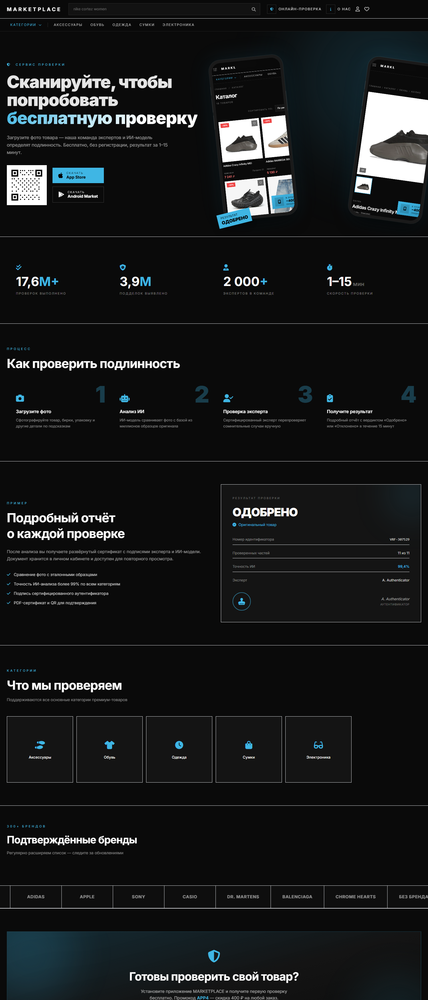 MARKETPLACE
nike cortez women
ОНЛАЙН-ПРОВЕРКА
О НАС
КАТЕГОРИИ
АКСЕССУАРЫ
ОБУВЬ
ОДЕЖДА
СУМКИ
ЭЛЕКТРОНИКА
СЕРВИС ПРОВЕРКИ
Сканируйте, чтобы
попробовать
бесплатную проверку
Загрузите фото товара — наша команда экспертов и ИИ-модель
определят подлинность. Бесплатно, без регистрации, результат за 1–15
минут.
СКАЧАТЬ
App Store
СКАЧАТЬ
Android Market
MARKE
КАТЕГОРИИ
АКСЕССУАРЫ
ОБУВЬ
ГЛАВНАЯ / КАТАЛОГ
Каталог
18 ТОВАРОВ
СОРТИРОВАТЬ ПО:
-33%
-33%
Adidas Crazy Infinity MID
Adidas BARREDA DEC
Продано 23
7 241 ₽
5 130 ₽
-33%
РЕЗУЛЬТАТ
ОДОБРЕНО
MARKE
ГЛАВНАЯ / КАТАЛОГ / ОБУВЬ / ADIDAS
1/1
ОБУВЬ
Adidas Crazy Infinity
17,6M+
ПРОВЕРОК ВЫПОЛНЕНО
3,9M
ПОДДЕЛОК ВЫЯВЛЕНО
2 000+
ЭКСПЕРТОВ В КОМАНДЕ
1–15 МИН
СКОРОСТЬ ПРОВЕРКИ
ПРОЦЕСС
Как проверить подлинность
1
Загрузите фото
Сфотографируйте товар, бирки, упаковку и
другие детали по подсказкам
2
Анализ ИИ
ИИ-модель сравнивает фото с базой из
миллионов образцов оригинала
3
Проверка эксперта
Сертифицированный эксперт перепроверяет
сомнительные случаи вручную
4
Получите результат
Подробный отчёт с вердиктом «Одобрено»
или «Отклонено» в течение 15 минут
ПРИМЕР
Подробный отчёт
о каждой проверке
После анализа вы получаете развёрнутый сертификат с подписями эксперта и ИИ-модели.
Документ хранится в личном кабинете и доступен для повторного просмотра.
Сравнение фото с эталонными образцами
Точность ИИ-анализа более 99% по всем категориям
Подпись сертифицированного аутентификатора
PDF-сертификат и QR для подтверждения
РЕЗУЛЬТАТ ПРОВЕРКИ
ОДОБРЕНО
Оригинальный товар
Номер идентификатора VRF-307529
Проверенных частей 11 из 11
Точность ИИ 99,4%
Эксперт A. Authenticator
A. Authenticator
АУТЕНТИФИКАТОР
КАТЕГОРИИ
Что мы проверяем
Поддерживаются все основные категории премиум-товаров
Аксессуары
Обувь
Одежда
Сумки
Электроника
300+ БРЕНДОВ
Подтверждённые бренды
Регулярно расширяем список — следите за обновлениями
ADIDAS
APPLE
SONY
CASIO
DR. MARTENS
BALENCIAGA
CHROME HEARTS
БЕЗ БРЕНДА
Готовы проверить свой товар?
Установите приложение MARKETPLACE и получите первую проверку
бесплатно. Промокод APP4 — скидка 400 ₽ на любой заказ.